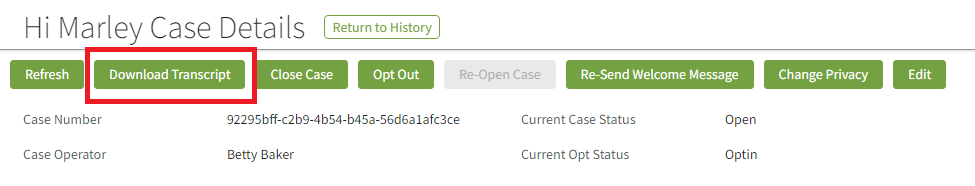 Hi Marley Case Details Return to History
Refresh Download Transcript Close Case Opt Out Re-Open Case Re-Send Welcome Message Change Privacy Edit
Case Number 92295bff-c2b9-4b54-b45a-56d6a1afc3ce Current Case Status Open
Case Operator Betty Baker Current Opt Status Optin